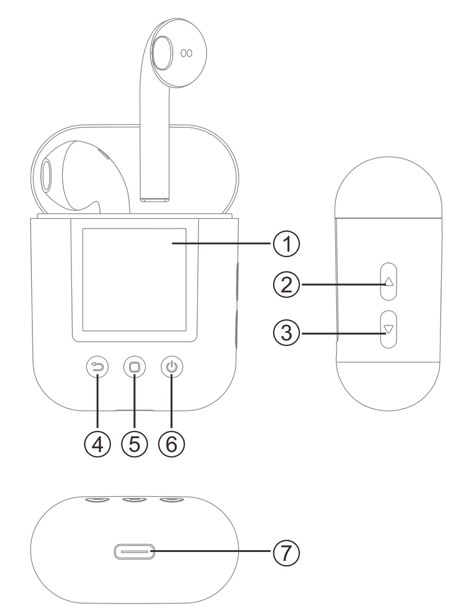 ①
②
③
④ ⑤ ⑥
⑦